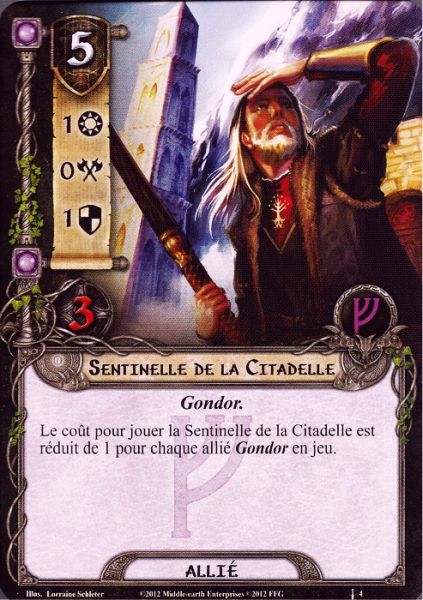 5
1
0
1
3
Sentinelle de la Citadelle
Gondor.
Le coût pour jouer la Sentinelle de la Citadelle est
réduit de 1 pour chaque allié Gondor en jeu.
Allié
Illus. Lorraine Schleter ©2012 Middle-earth Enterprises ©2012 FFG 4